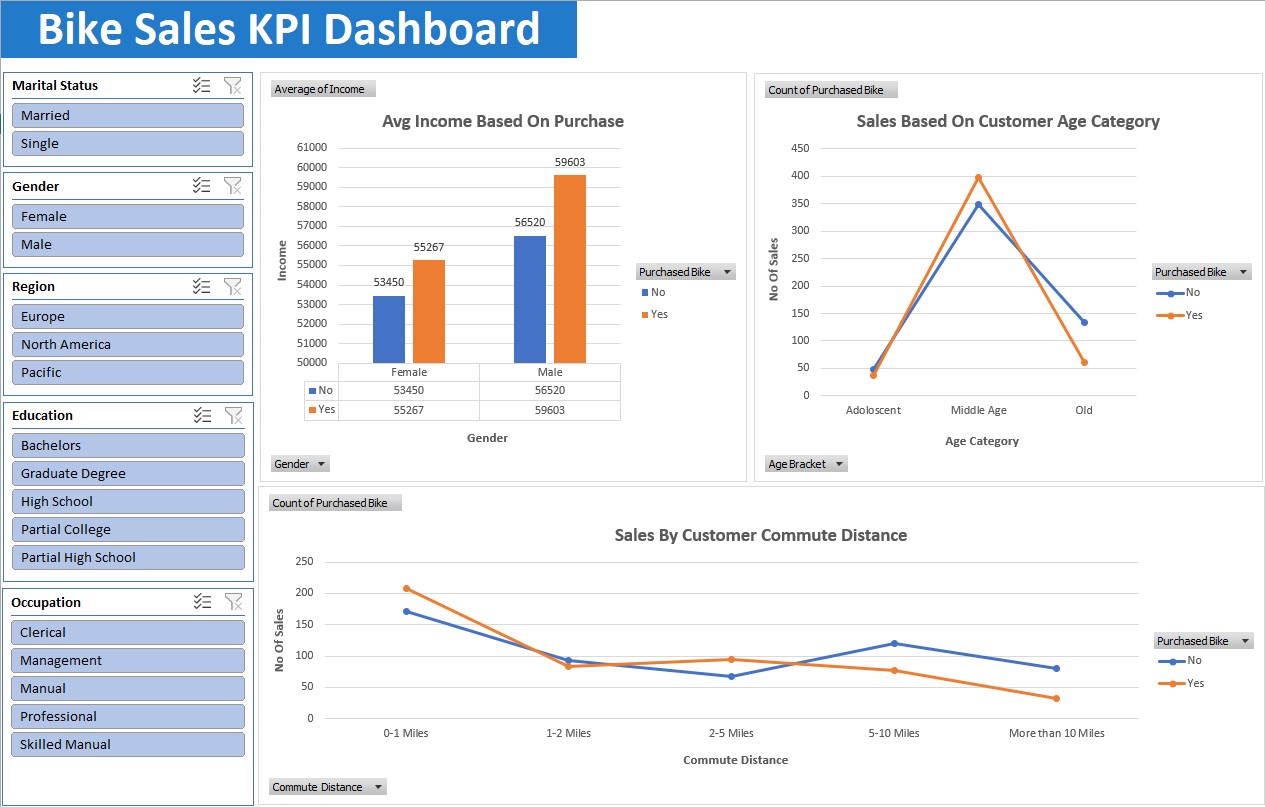 Bike Sales KPI Dashboard
Marital Status
Married
Single
Gender
Female
Male
Region
Europe
North America
Pacific
Education
Bachelors
Graduate Degree
High School
Partial College
Partial High School
Occupation
Clerical
Management
Manual
Professional
Skilled Manual
Average of Income
Avg Income Based On Purchase
Income
61000
60000
59000
58000
57000
56000
55000
54000
53000
52000
51000
50000
53450
55267
56520
59603
Female Male
No 53450 56520
Yes 55267 59603
Gender
Purchased Bike
No
Yes
Gender
Count of Purchased Bike
Sales Based On Customer Age Category
No Of Sales
450
400
350
300
250
200
150
100
50
0
Adoloscent Middle Age Old
Age Category
Purchased Bike
No
Yes
Age Bracket
Count of Purchased Bike
Sales By Customer Commute Distance
No Of Sales
250
200
150
100
50
0
0-1 Miles 1-2 Miles 2-5 Miles 5-10 Miles More than 10 Miles
Commute Distance
Purchased Bike
No
Yes
Commute Distance